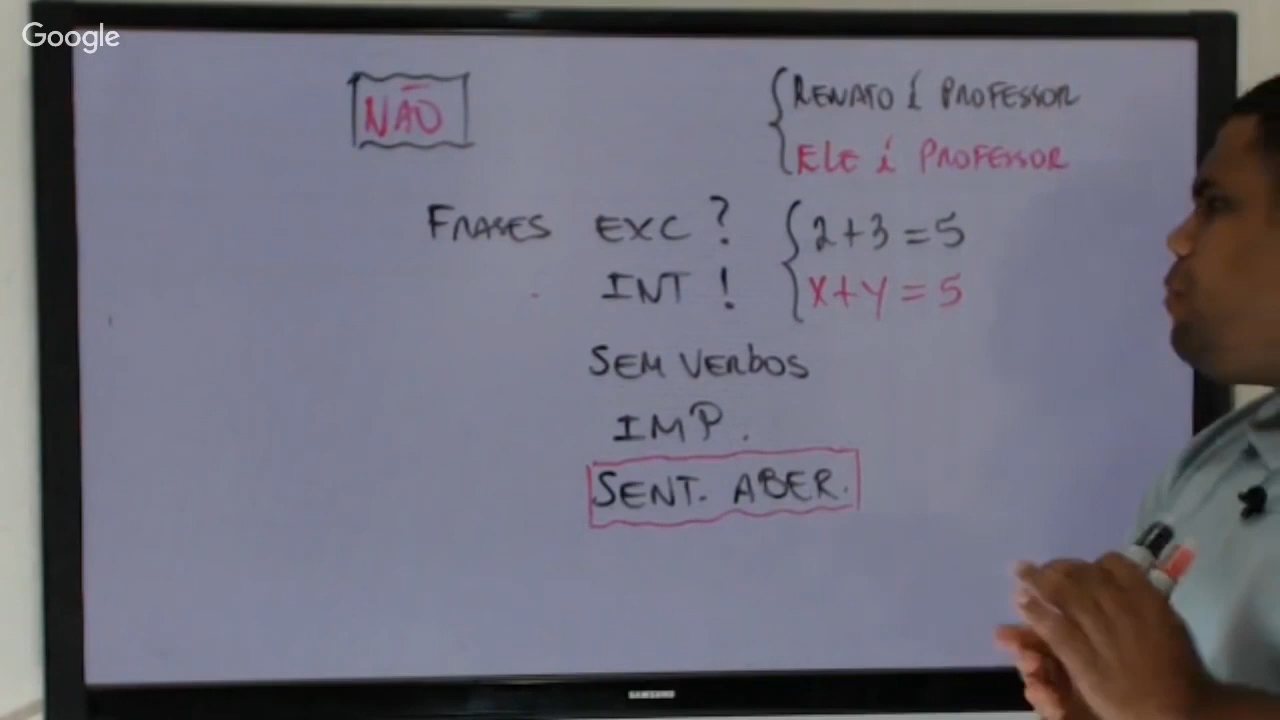 Google
NÃO
RENATO É PROFESSOR
ELE É PROFESSOR
FRASES EXC ?
INT !
SEM VERBOS
IMP.
SENT. ABER.
2+3=5
X+Y=5
SAMSUNG